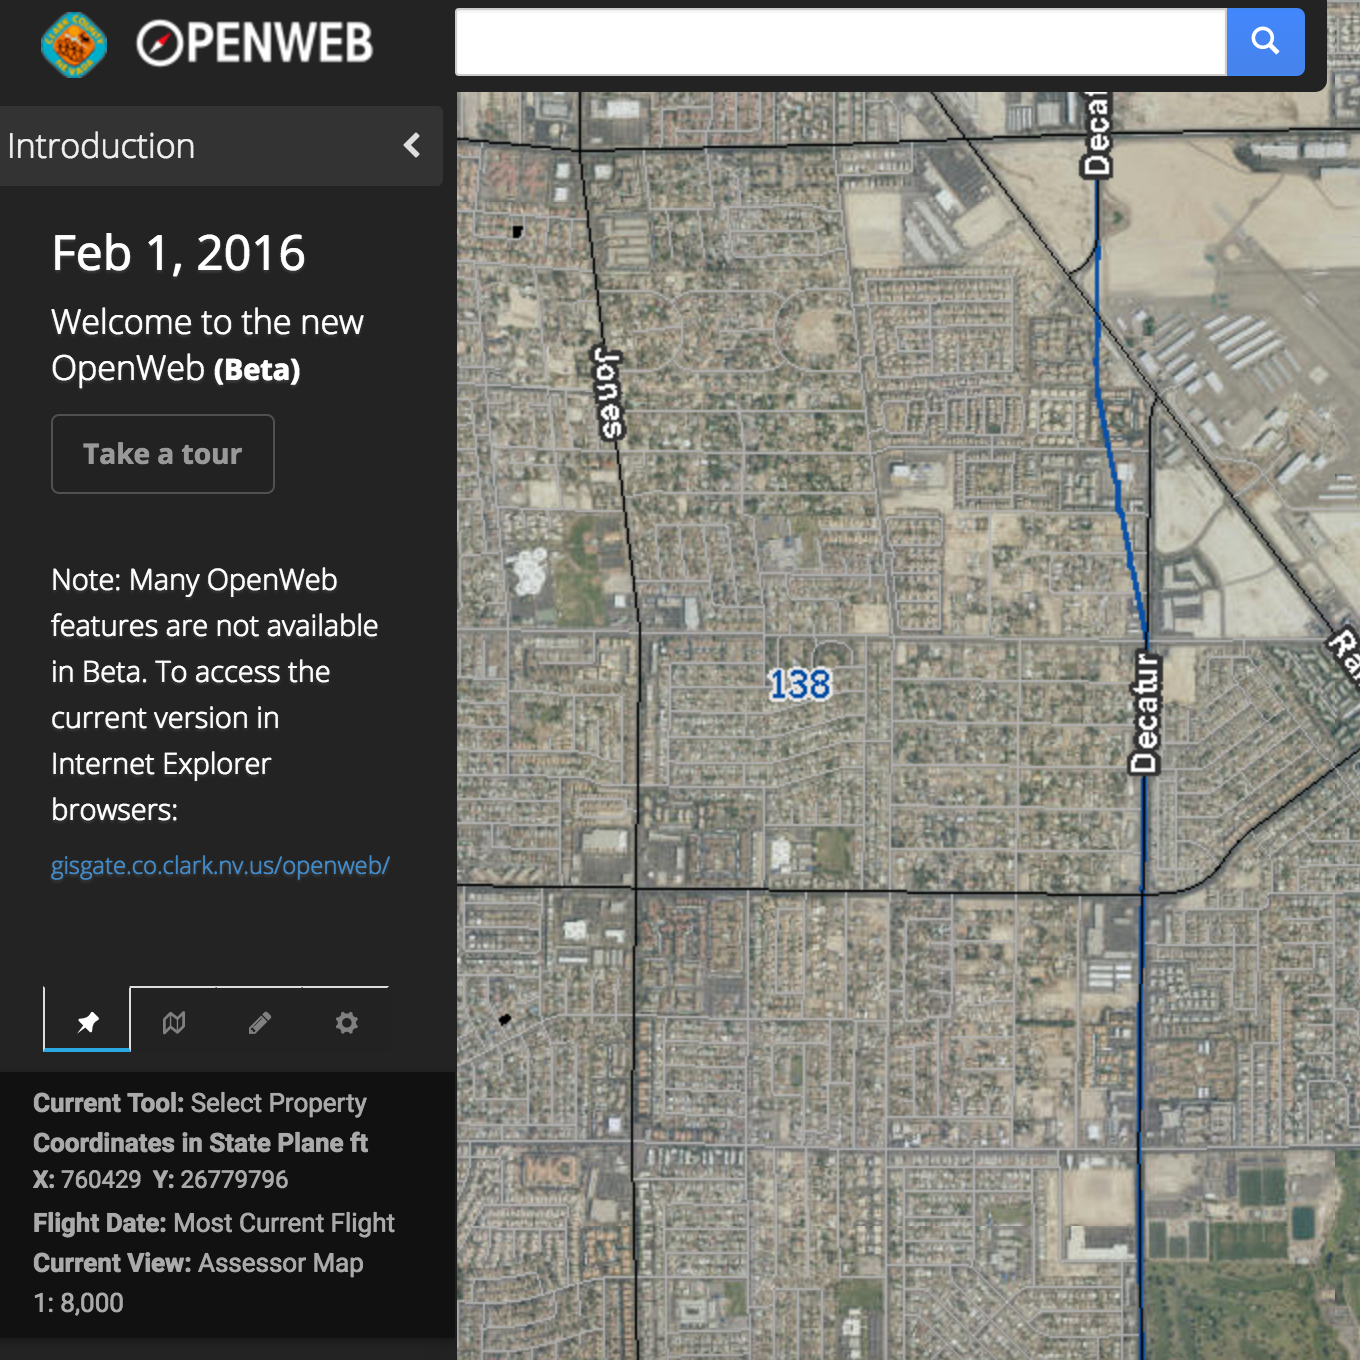 CLARK COUNTY
NEVADA
OPENWEB
Introduction
Feb 1, 2016
Welcome to the new
OpenWeb (Beta)
Take a tour
Note: Many OpenWeb
features are not available
in Beta. To access the
current version in
Internet Explorer
browsers:
gisgate.co.clark.nv.us/openweb/
Current Tool: Select Property
Coordinates in State Plane ft
X: 760429 Y: 26779796
Flight Date: Most Current Flight
Current View: Assessor Map
1: 8,000
Decat
Jones
Ra
138
Decatur